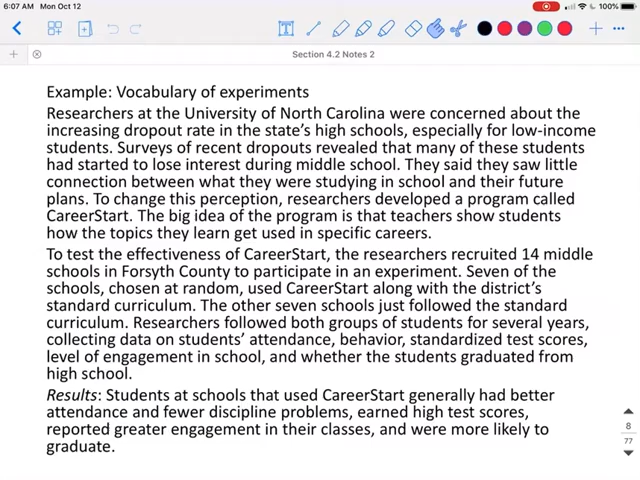 6:07 AM Mon Oct 12
100%
Section 4.2 Notes 2
Example: Vocabulary of experiments
Researchers at the University of North Carolina were concerned about the
increasing dropout rate in the state's high schools, especially for low-income
students. Surveys of recent dropouts revealed that many of these students
had started to lose interest during middle school. They said they saw little
connection between what they were studying in school and their future
plans. To change this perception, researchers developed a program called
CareerStart. The big idea of the program is that teachers show students
how the topics they learn get used in specific careers.
To test the effectiveness of CareerStart, the researchers recruited 14 middle
schools in Forsyth County to participate in an experiment. Seven of the
schools, chosen at random, used CareerStart along with the district's
standard curriculum. The other seven schools just followed the standard
curriculum. Researchers followed both groups of students for several years,
collecting data on students' attendance, behavior, standardized test scores,
level of engagement in school, and whether the students graduated from
high school.
Results: Students at schools that used CareerStart generally had better
attendance and fewer discipline problems, earned high test scores,
reported greater engagement in their classes, and were more likely to
graduate.
8
77